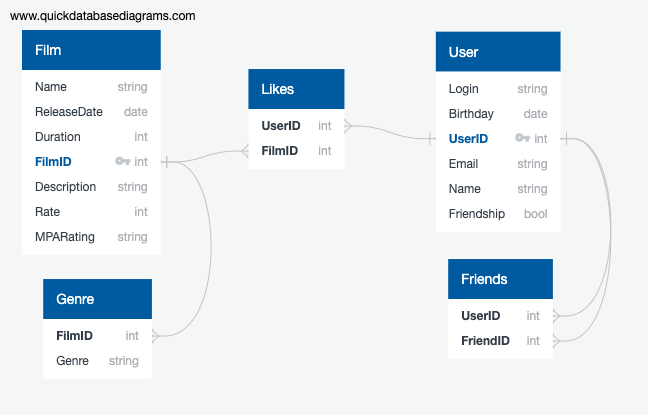 www.quickdatabasediagrams.com
Film
Name string
ReleaseDate date
Duration int
FilmID int
Description string
Rate int
MPARating string
Likes
UserID int
FilmID int
User
Login string
Birthday date
UserID int
Email string
Name string
Friendship bool
Genre
FilmID int
Genre string
Friends
UserID int
FriendID int